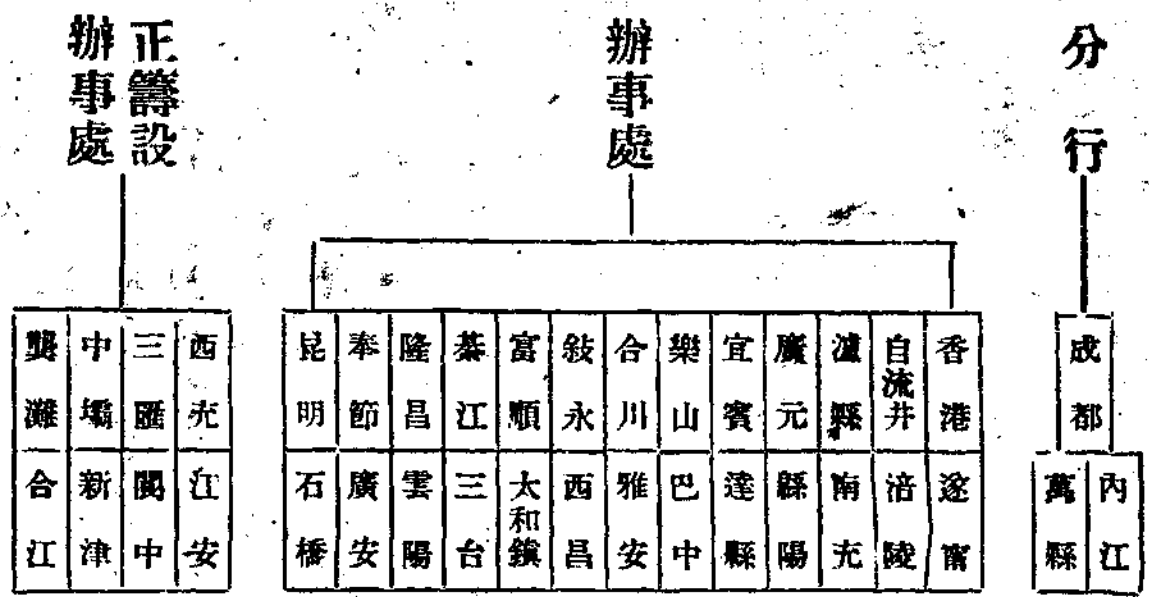 分行
成都
內江
萬縣
辦事處
香港
自流井
瀘縣
廣元
宜賓
樂山
合川
敍永
富順
綦江
隆昌
奉節
昆明
遂甯
涪陵
南充
緜陽
達縣
巴中
雅安
西昌
太和鎮
三台
雲陽
廣安
石橋
正籌設
辦事處
西充
三匯
中壩
龔灘
江安
閬中
新津
合江